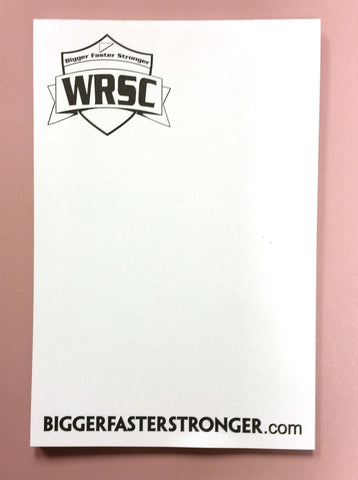 Bigger Faster Stronger
WRSC
BIGGERFASTERSTRONGER.com